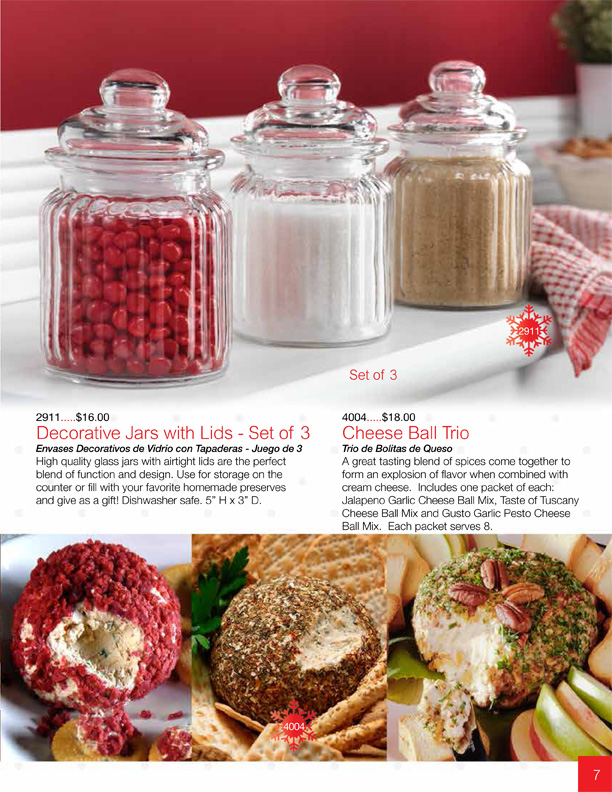 2911
Set of 3
2911.....$16.00
Decorative Jars with Lids - Set of 3
Envases Decorativos de Vidrio con Tapaderas - Juego de 3
High quality glass jars with airtight lids are the perfect
blend of function and design. Use for storage on the
counter or fill with your favorite homemade preserves
and give as a gift! Dishwasher safe. 5” H x 3” D.
4004.....$18.00
Cheese Ball Trio
Trio de Bolitas de Queso
A great tasting blend of spices come together to
form an explosion of flavor when combined with
cream cheese.  Includes one packet of each:
Jalapeno Garlic Cheese Ball Mix, Taste of Tuscany
Cheese Ball Mix and Gusto Garlic Pesto Cheese
Ball Mix.  Each packet serves 8.
4004
7